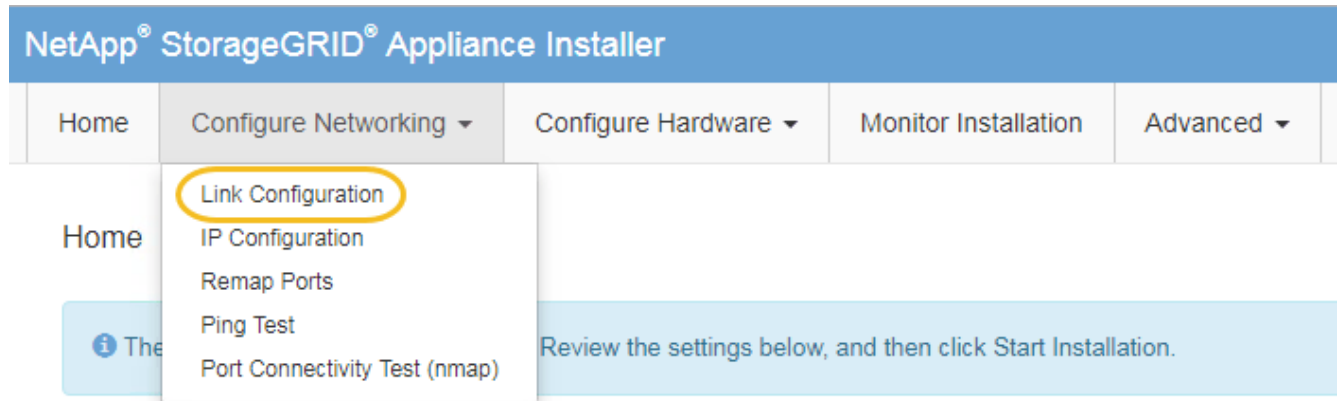 NetApp® StorageGRID® Appliance Installer
Home Configure Networking Configure Hardware Monitor Installation Advanced
Link Configuration
Home
IP Configuration
Remap Ports
Ping Test
The Review the settings below, and then click Start Installation.
Port Connectivity Test (nmap)